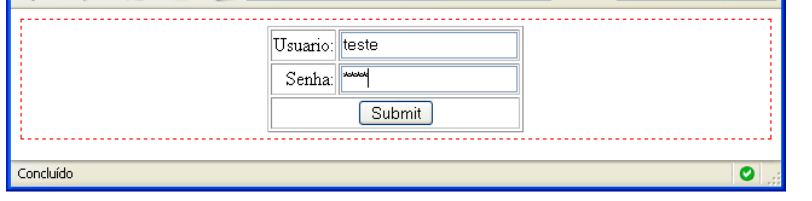 Usuario: teste
Senha: ****
Submit
Concluído